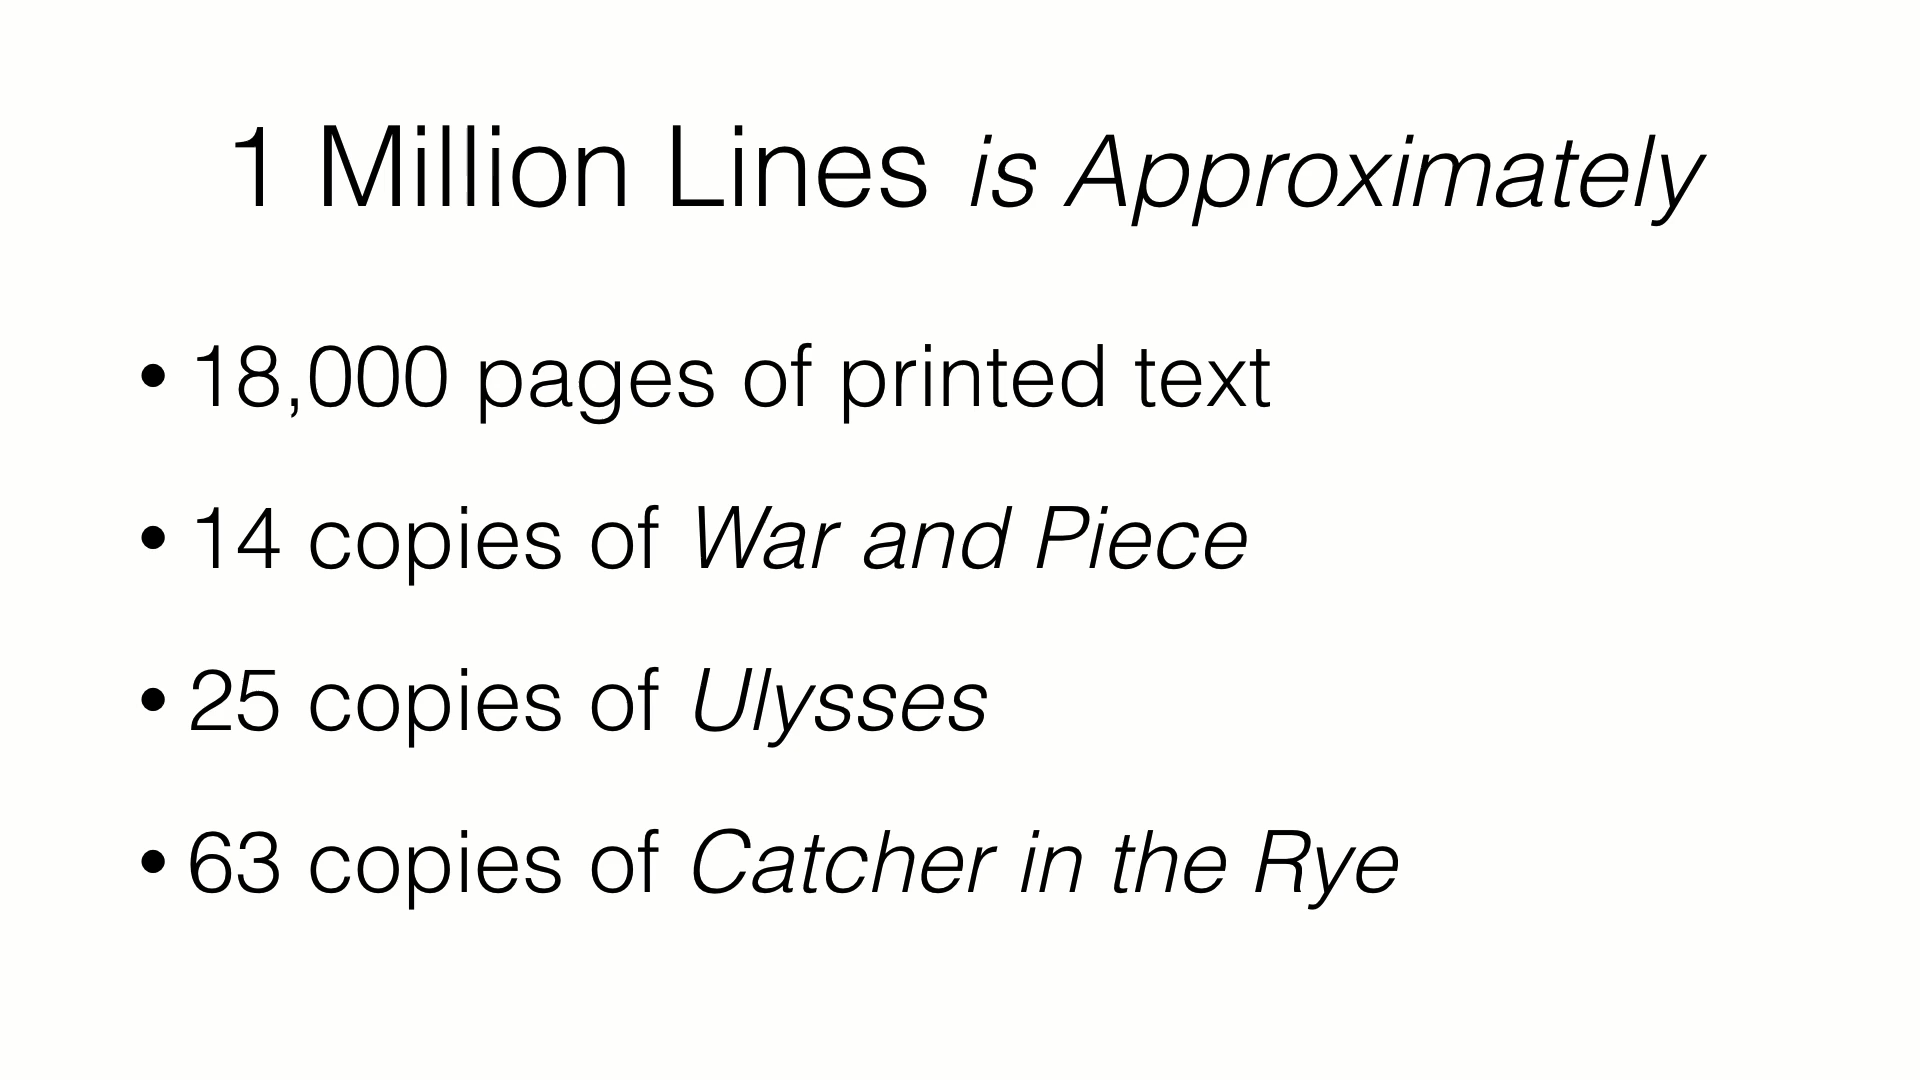 1 Million Lines is Approximately
• 18,000 pages of printed text
• 14 copies of War and Piece
• 25 copies of Ulysses
• 63 copies of Catcher in the Rye